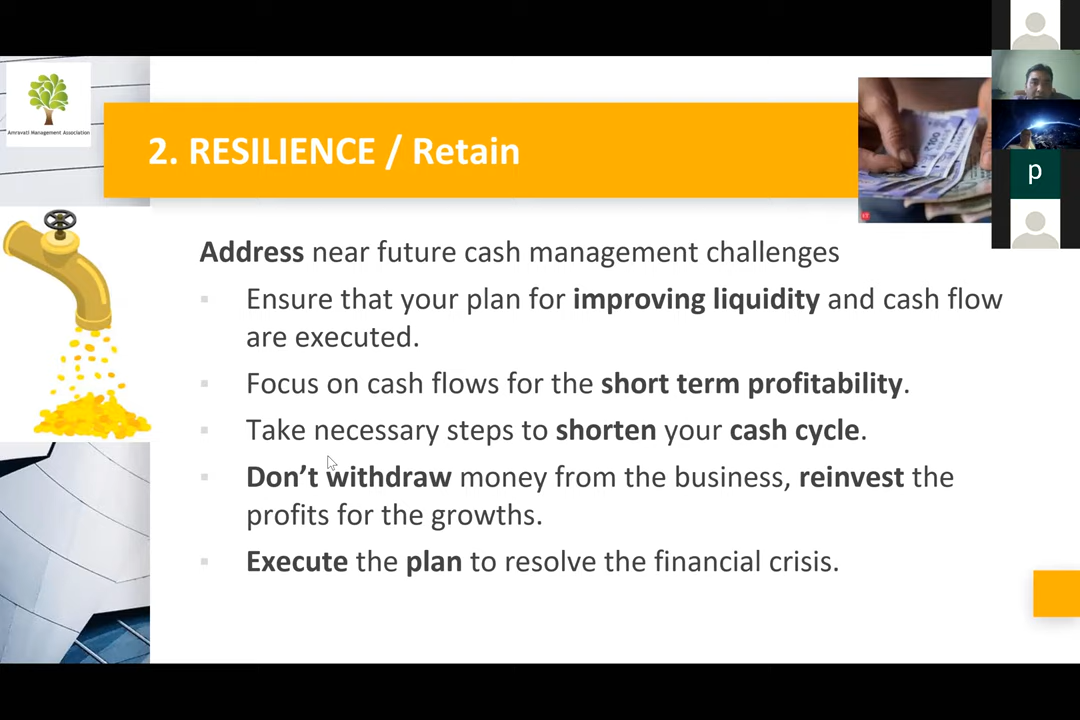 Amravati Management Association
2. RESILIENCE / Retain
100
p
Address near future cash management challenges
▪ Ensure that your plan for improving liquidity and cash flow
are executed.
▪ Focus on cash flows for the short term profitability.
▪ Take necessary steps to shorten your cash cycle.
▪ Don’t withdraw money from the business, reinvest the
profits for the growths.
▪ Execute the plan to resolve the financial crisis.